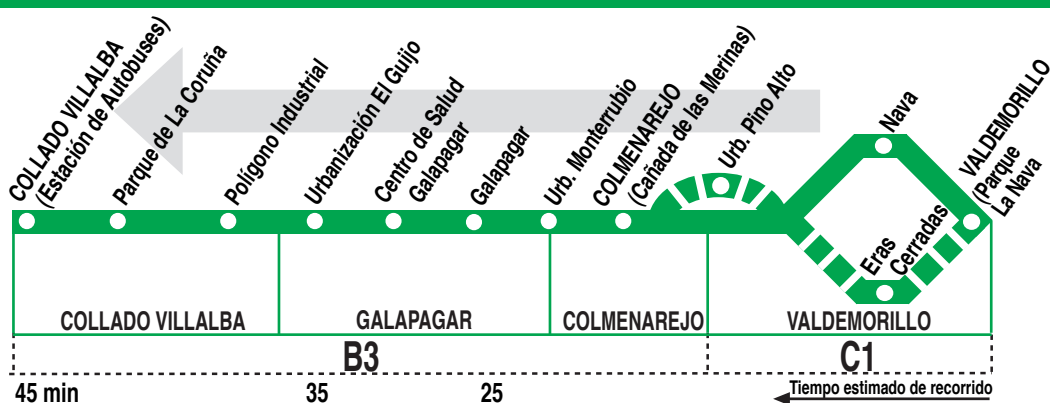 COLLADO VILLALBA
(Estación de Autobuses)
Parque de La Coruña
Polígono Industrial
Urbanización El Guijo
Centro de Salud
Galapagar
Galapagar
Urb. Monterrubio
COLMENAREJO
(Cañada de las Merinas)
Urb. Pino Alto
Nava
Eras
Cerradas
VALDEMORILLO
(Parque
La Nava
COLLADO VILLALBA
GALAPAGAR
COLMENAREJO
VALDEMORILLO
B3
C1
45 min
35
25
Tiempo estimado de recorrido